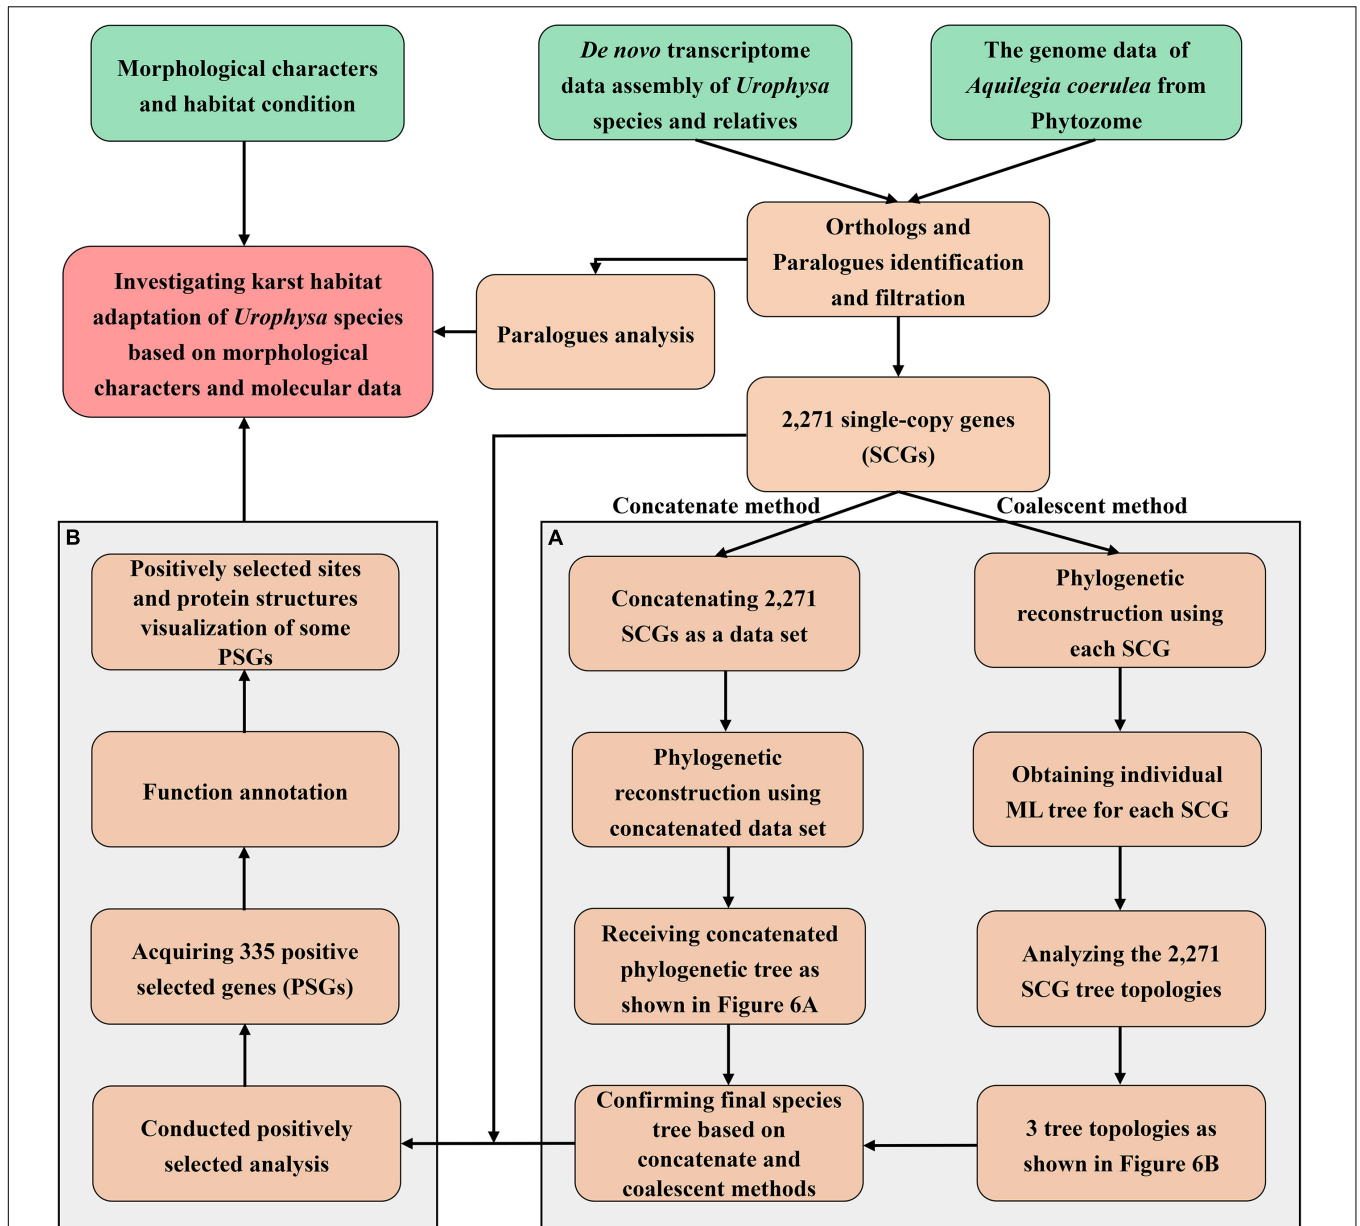 Morphological characters
and habitat condition
De novo transcriptome
data assembly of Urophysa
species and relatives
The genome data of
Aquilegia coerulea from
Phytozome
Orthologs and
Paralogues identification
and filtration
Investigating karst habitat
adaptation of Urophysa species
based on morphological
characters and molecular data
Paralogues analysis
2,271 single-copy genes
(SCGs)
Concatenate method
Coalescent method
B
Positively selected sites
and protein structures
visualization of some
PSGs
Function annotation
Acquiring 335 positive
selected genes (PSGs)
Conducted positively
selected analysis
A
Concatenating 2,271
SCGs as a data set
Phylogenetic
reconstruction using
concatenated data set
Receiving concatenated
phylogenetic tree as
shown in Figure 6A
Confirming final species
tree based on
concatenate and
coalescent methods
Phylogenetic
reconstruction using
each SCG
Obtaining individual
ML tree for each SCG
Analyzing the 2,271
SCG tree topologies
3 tree topologies as
shown in Figure 6B